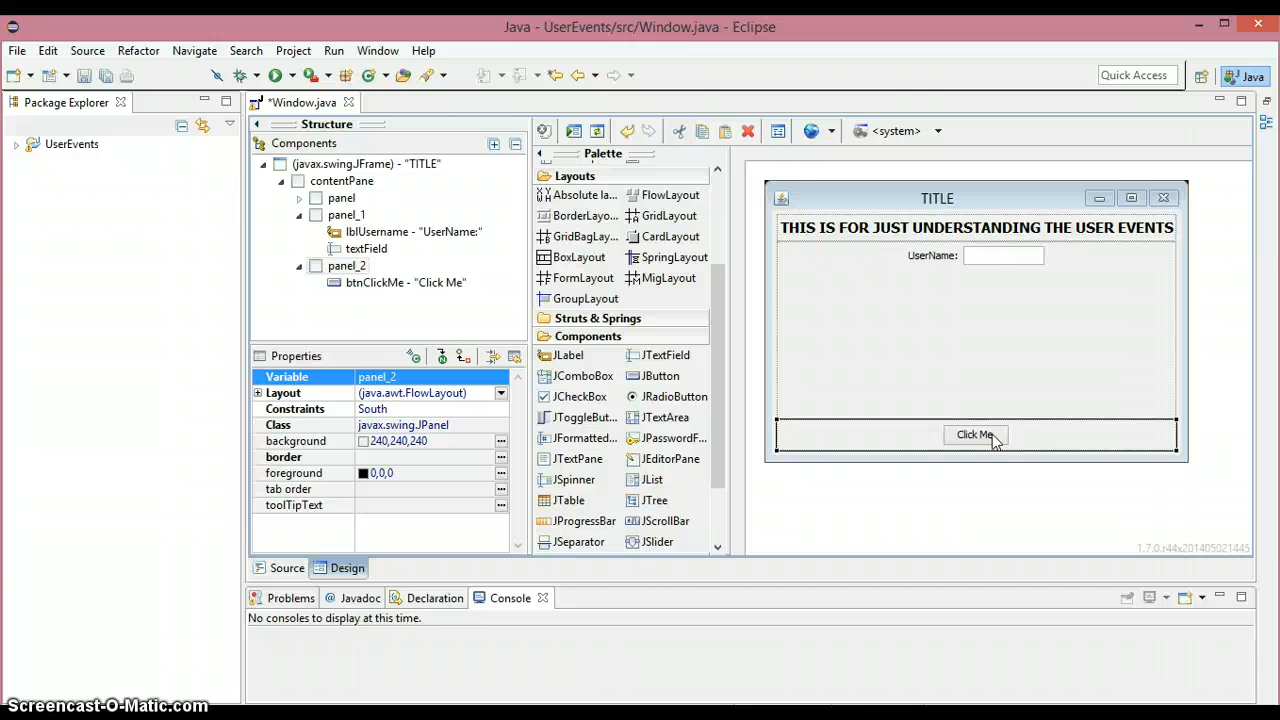 Java - UserEvents/src/Window.java - Eclipse
File Edit Source Refactor Navigate Search Project Run Window Help
Quick Access
Java
Package Explorer
UserEvents
*Window.java
Structure
Components
(javax.swing.JFrame) - "TITLE"
contentPane
panel
panel_1
lblUsername - "UserName:"
textField
panel_2
btnClickMe - "Click Me"
Properties
Variable panel_2
Layout (java.awt.FlowLayout)
Constraints South
Class javax.swing.JPanel
background 240,240,240
border
foreground 0,0,0
tab order
toolTipText
Palette
Layouts
Absolute la... FlowLayout
BorderLayo... GridLayout
GridBagLay... CardLayout
BoxLayout SpringLayout
FormLayout MigLayout
GroupLayout
Struts & Springs
Components
JLabel JTextField
JComboBox JButton
JCheckBox JRadioButton
JToggleBut... JTextArea
JFormatted... JPasswordF...
JTextPane JEditorPane
JSpinner JList
JTable JTree
JProgressBar JScrollBar
JSeparator JSlider
<system>
TITLE
THIS IS FOR JUST UNDERSTANDING THE USER EVENTS
UserName:
Click Me
1.7.0.r44x201405021445
Source Design
Problems @ Javadoc Declaration Console
No consoles to display at this time.
Screencast-O-Matic.com